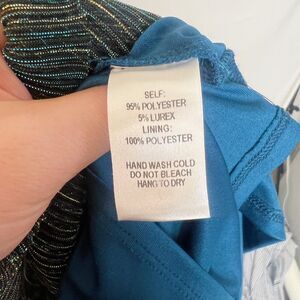 SELF:
95% POLYESTER
5% LUREX
LINING:
100% POLYESTER
HAND WASH COLD
DO NOT BLEACH
HANG TO DRY